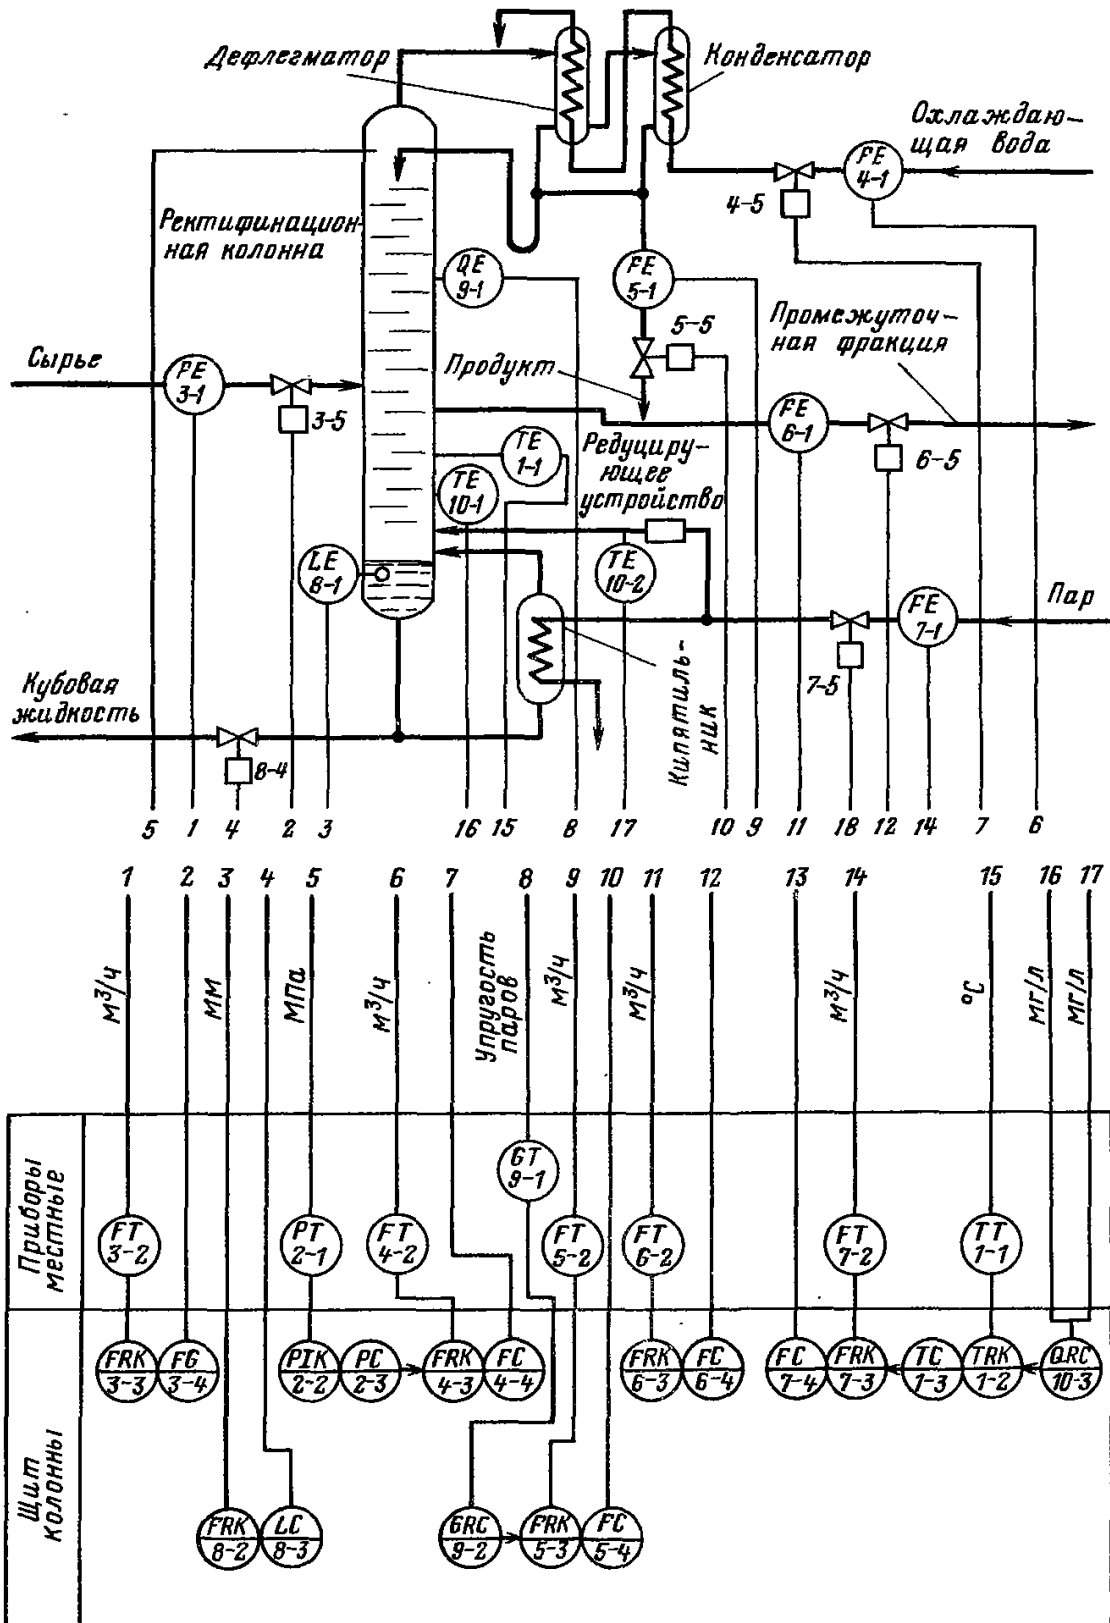 Дефлегматор
Конденсатор
Охлаждаю-
щая вода
FE
4-1
4-5
Ректифинацион-
ная колонна
QE
9-1
FE
5-1
5-5
Промежуточ-
ная фракция
Сырье
FE
3-1
3-5
Продукт
FE
6-1
6-5
TE
1-1
TE
10-1
Редуцирую-
ющее
устройство
LE
8-1
TE
10-2
FE
7-1
Пар
7-5
Кипятиль-
ник
Кубовая
жидкость
8-4
5 1 4 2 3 16 15 8 17 10 9 11 18 12 14 7 6
1 2 3 4 5 6 7 8 9 10 11 12 13 14 15 16 17
м³/ч
мм
МПа
м³/ч
Упругость
паров
м³/ч
м³/ч
м³/ч
°C
мг/л
мг/л
Приборы
местные
GT
9-1
FT
3-2
PT
2-1
FT
4-2
FT
5-2
FT
6-2
FT
7-2
TT
1-1
Щит
колонны
FRK
3-3
FG
3-4
PIK
2-2
PC
2-3
FRK
4-3
FC
4-4
FRK
6-3
FC
6-4
FC
7-4
FRK
7-3
TC
1-3
TRK
1-2
QRC
10-3
FRK
8-2
LC
8-3
GRC
9-2
FRK
5-3
FC
5-4